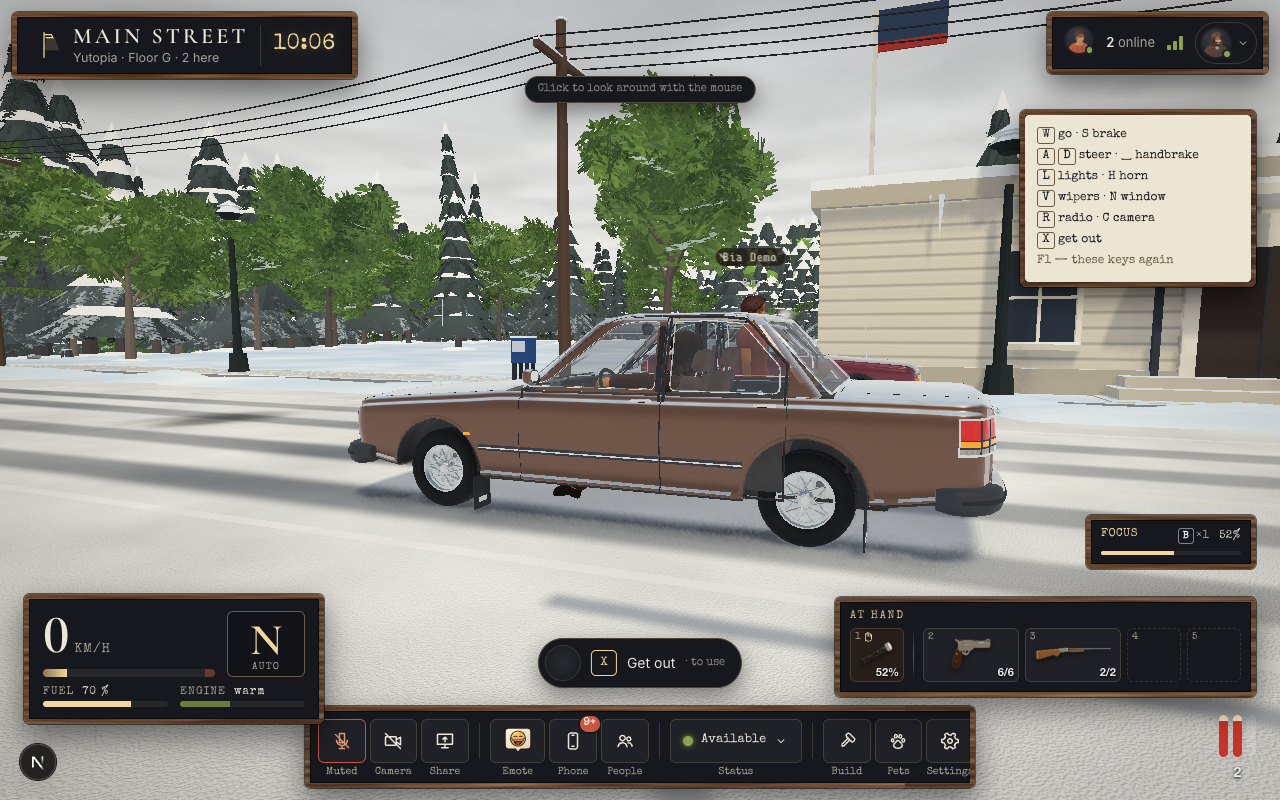 MAIN STREET
Yutopia · Floor G · 2 here
10:06
Click to look around with the mouse
2 online
W go · S brake
A D steer · ⎵ handbrake
L lights · H horn
V wipers · N window
R radio · C camera
X get out
F1 — these keys again
Bia Demo
FOCUS
B ×1 52%
0 KM/H
N
AUTO
FUEL 70 %
ENGINE warm
X Get out · to use
AT HAND
1
52%
2
6/6
3
2/2
4
5
9+
Available
Muted
Camera
Share
Emote
Phone
People
Status
Build
Pets
Settings
N
2